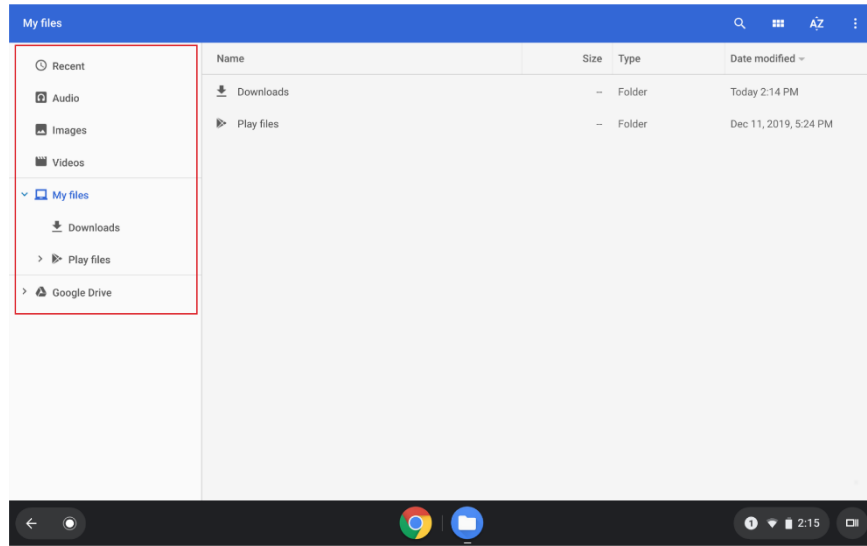 My files
AZ
Recent
Audio
Images
Videos
My files
Downloads
Play files
Google Drive
Name Size Type Date modified
Downloads -- Folder Today 2:14 PM
Play files -- Folder Dec 11, 2019, 5:24 PM
1 2:15